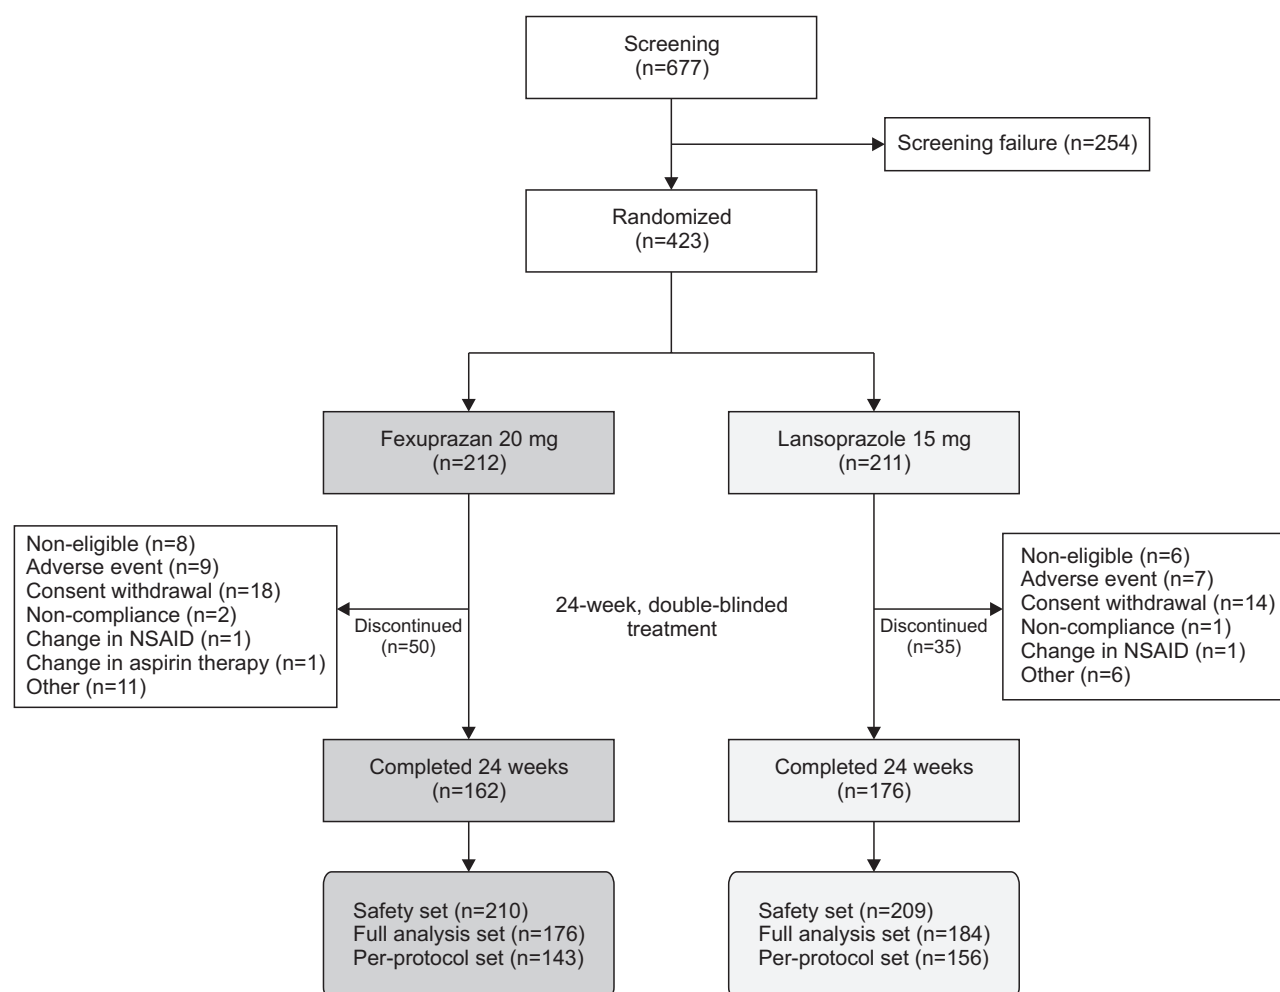 Screening
(n=677)
Screening failure (n=254)
Randomized
(n=423)
Fexuprazan 20 mg
(n=212)
Lansoprazole 15 mg
(n=211)
Non-eligible (n=8)
Adverse event (n=9)
Consent withdrawal (n=18)
Non-compliance (n=2)
Change in NSAID (n=1)
Change in aspirin therapy (n=1)
Other (n=11)
Discontinued
(n=50)
24-week, double-blinded
treatment
Discontinued
(n=35)
Non-eligible (n=6)
Adverse event (n=7)
Consent withdrawal (n=14)
Non-compliance (n=1)
Change in NSAID (n=1)
Other (n=6)
Completed 24 weeks
(n=162)
Completed 24 weeks
(n=176)
Safety set (n=210)
Full analysis set (n=176)
Per-protocol set (n=143)
Safety set (n=209)
Full analysis set (n=184)
Per-protocol set (n=156)